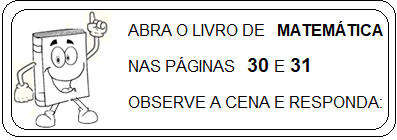 ABRA O LIVRO DE MATEMÁTICA
NAS PÁGINAS 30 E 31
OBSERVE A CENA E RESPONDA: